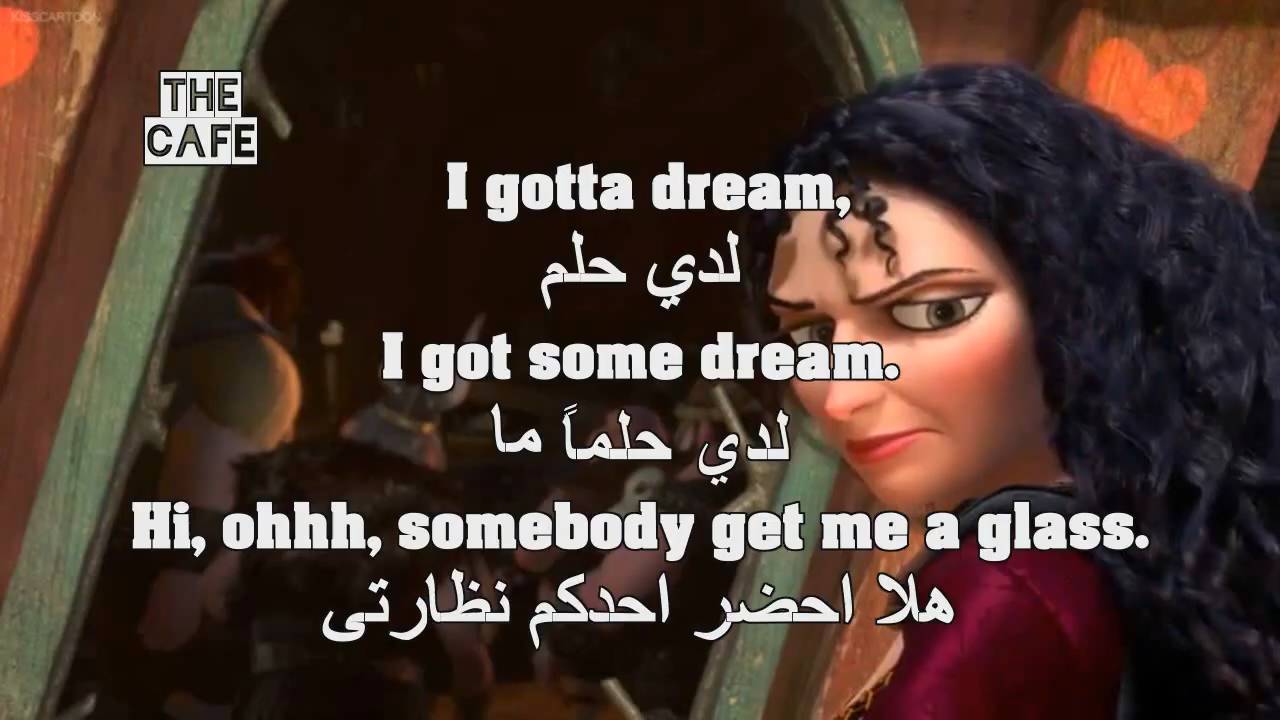 KISSCARTOON
THE
CAFE
I gotta dream,
لدي حلم
I got some dream.
لدي حلماً ما
Hi, ohhh, somebody get me a glass.
هلا احضر احدكم نظارتى